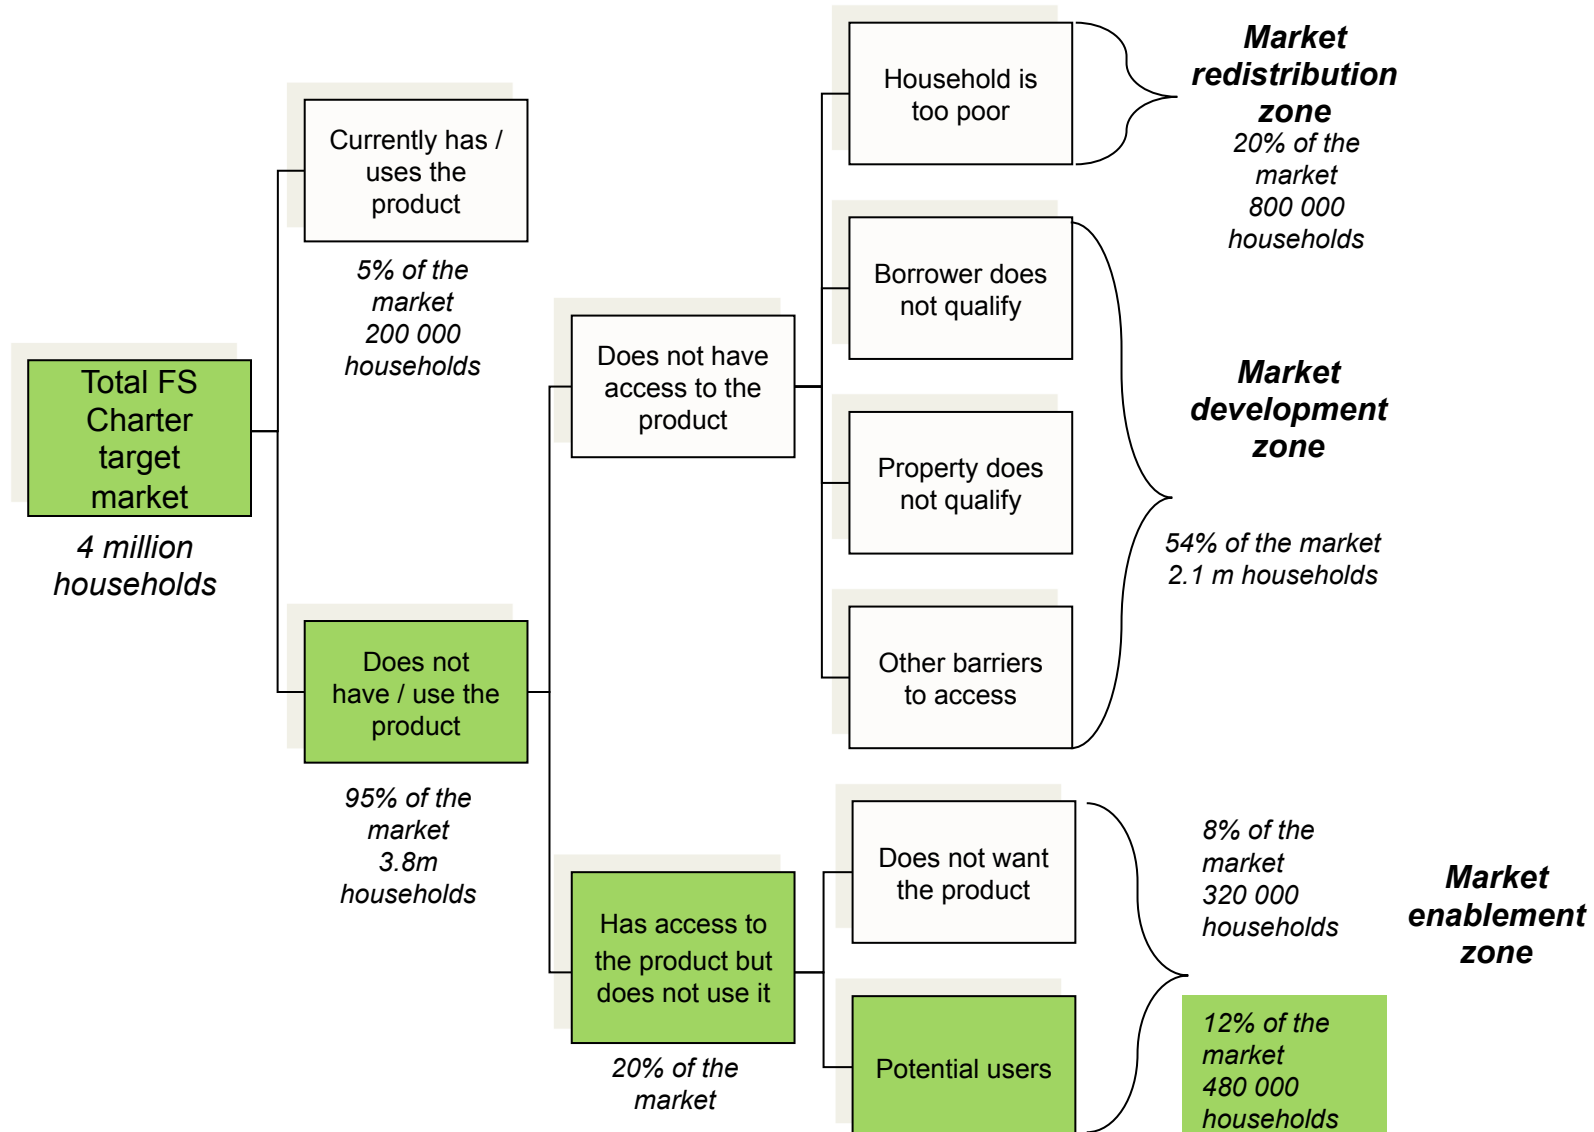 Total FS
Charter
target
market
4 million
households
Currently has /
uses the
product
5% of the
market
200 000
households
Does not
have / use the
product
95% of the
market
3.8m
households
Does not have
access to the
product
Has access to
the product but
does not use it
20% of the
market
Household is
too poor
Borrower does
not qualify
Property does
not qualify
Other barriers
to access
Does not want
the product
Potential users
Market
redistribution
zone
20% of the
market
800 000
households
Market
development
zone
54% of the market
2.1 m households
8% of the
market
320 000
households
Market
enablement
zone
12% of the
market
480 000
households